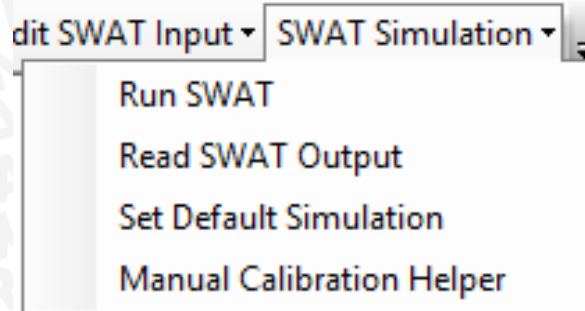 dit SWAT Input SWAT Simulation
Run SWAT
Read SWAT Output
Set Default Simulation
Manual Calibration Helper